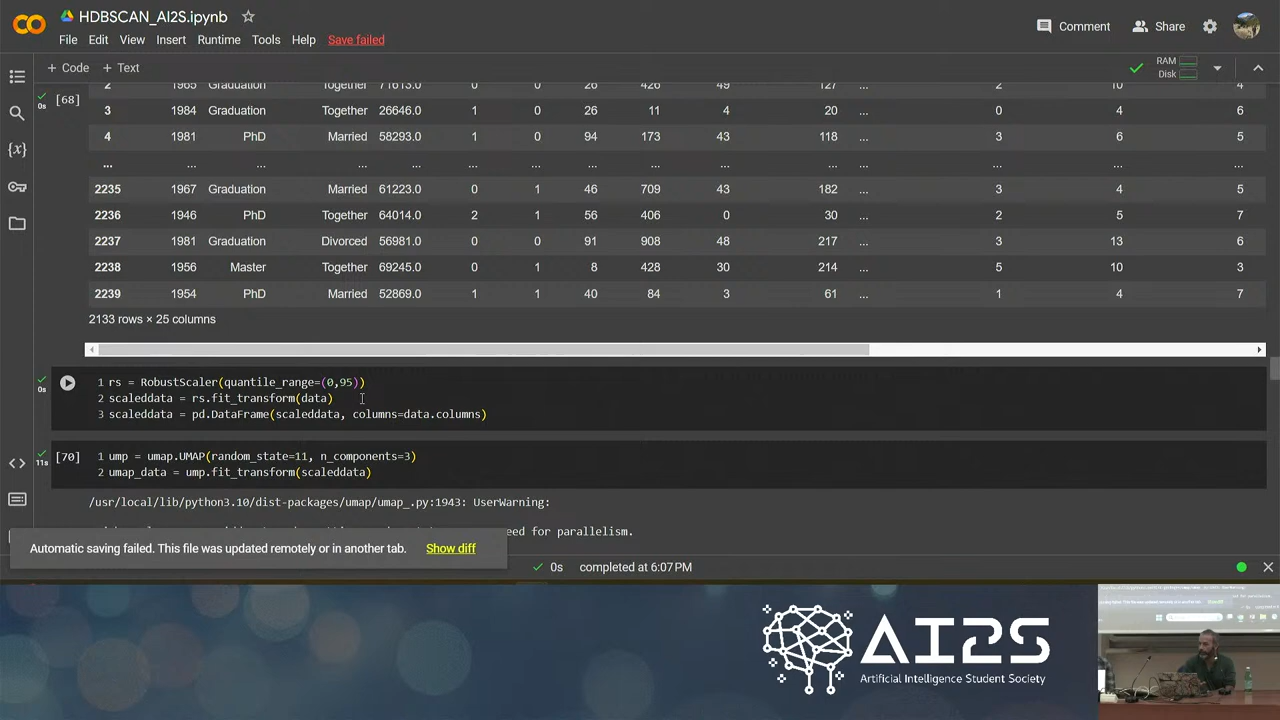 HDBSCAN_AI2S.ipynb
Comment
Share
File Edit View Insert Runtime Tools Help Save failed
+ Code + Text
RAM
Disk
[68]
2 1965 Graduation Together 71613.0 0 0 26 426 49 127 ... 2 10 4
3 1984 Graduation Together 26646.0 1 0 26 11 4 20 ... 0 4 6
4 1981 PhD Married 58293.0 1 0 94 173 43 118 ... 3 6 5
... ... ... ... ... ... ... ... ... ... ... ... ... ... ...
2235 1967 Graduation Married 61223.0 0 1 46 709 43 182 ... 3 4 5
2236 1946 PhD Together 64014.0 2 1 56 406 0 30 ... 2 5 7
2237 1981 Graduation Divorced 56981.0 0 0 91 908 48 217 ... 3 13 6
2238 1956 Master Together 69245.0 0 1 8 428 30 214 ... 5 10 3
2239 1954 PhD Married 52869.0 1 1 40 84 3 61 ... 1 4 7
2133 rows × 25 columns
0s
1 rs = RobustScaler(quantile_range=(0,95))
2 scaleddata = rs.fit_transform(data)
3 scaleddata = pd.DataFrame(scaleddata, columns=data.columns)
11s
[70]
1 ump = umap.UMAP(random_state=11, n_components=3)
2 umap_data = ump.fit_transform(scaleddata)
/usr/local/lib/python3.10/dist-packages/umap/umap_.py:1943: UserWarning:
need for parallelism.
Automatic saving failed. This file was updated remotely or in another tab. Show diff
0s completed at 6:07 PM
AI2S
Artificial Intelligence Student Society